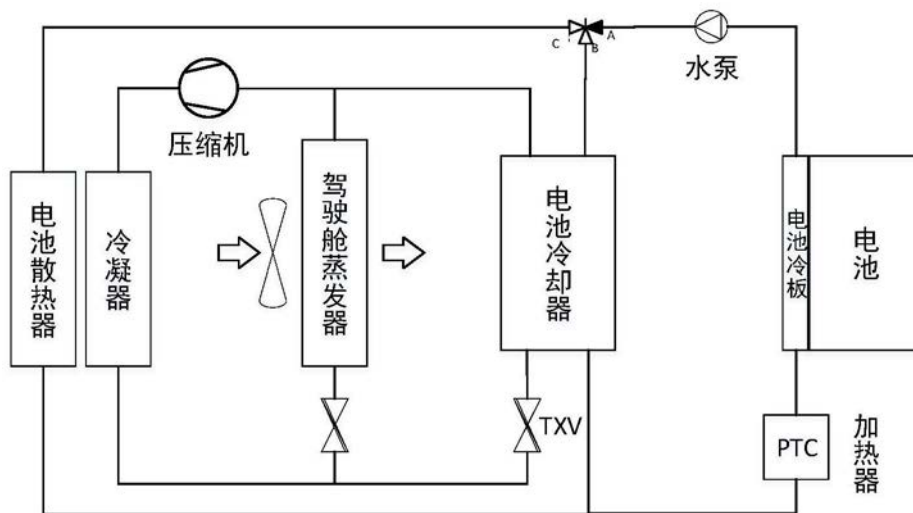 C
A
B
水泵
压缩机
电池散热器
冷凝器
驾驶舱蒸发器
电池冷却器
电池冷板
电池
TXV
PTC
加热器